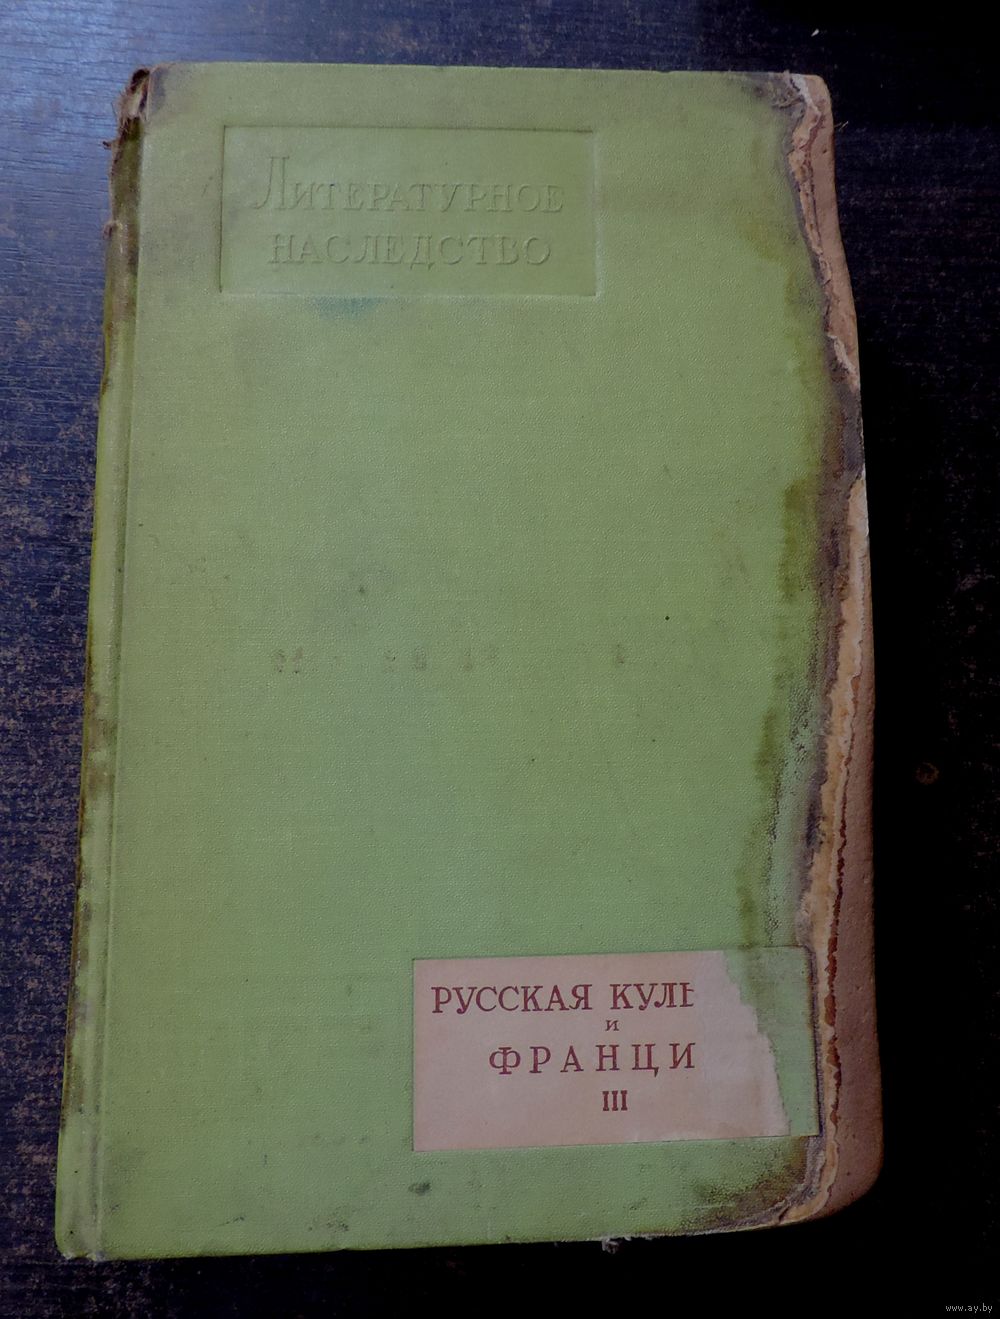 Литературное
наследство
РУССКАЯ КУЛЬ
и
ФРАНЦИ
III
www.ay.by